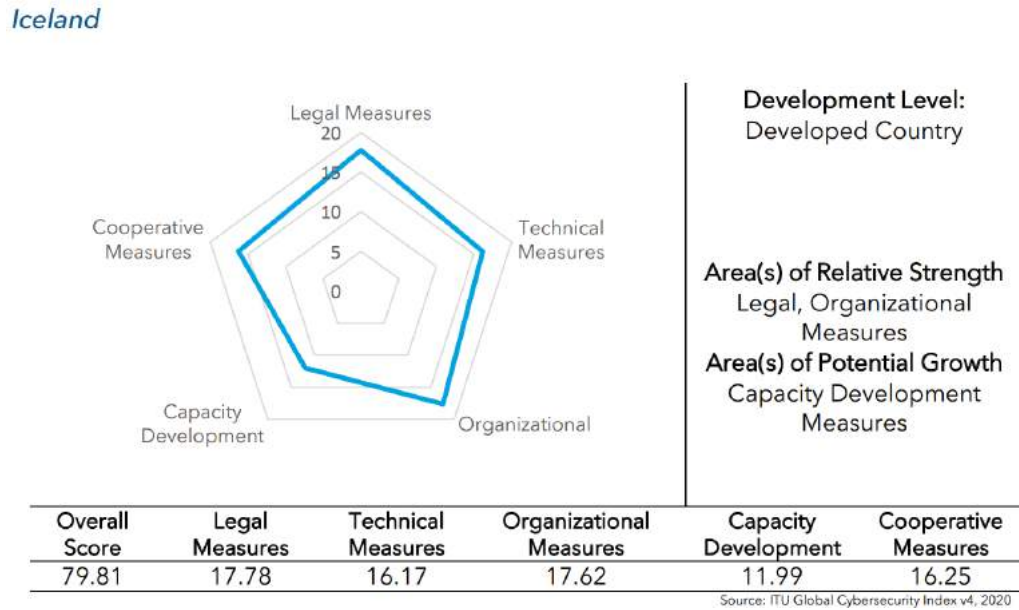 Iceland
Legal Measures
20
15
10
5
0
Cooperative
Measures
Technical
Measures
Capacity
Development
Organizational
Development Level:
Developed Country
Area(s) of Relative Strength
Legal, Organizational
Measures
Area(s) of Potential Growth
Capacity Development
Measures
Overall Score Legal Measures Technical Measures Organizational Measures Capacity Development Cooperative Measures
79.81 17.78 16.17 17.62 11.99 16.25
Source: ITU Global Cybersecurity Index v4, 2020